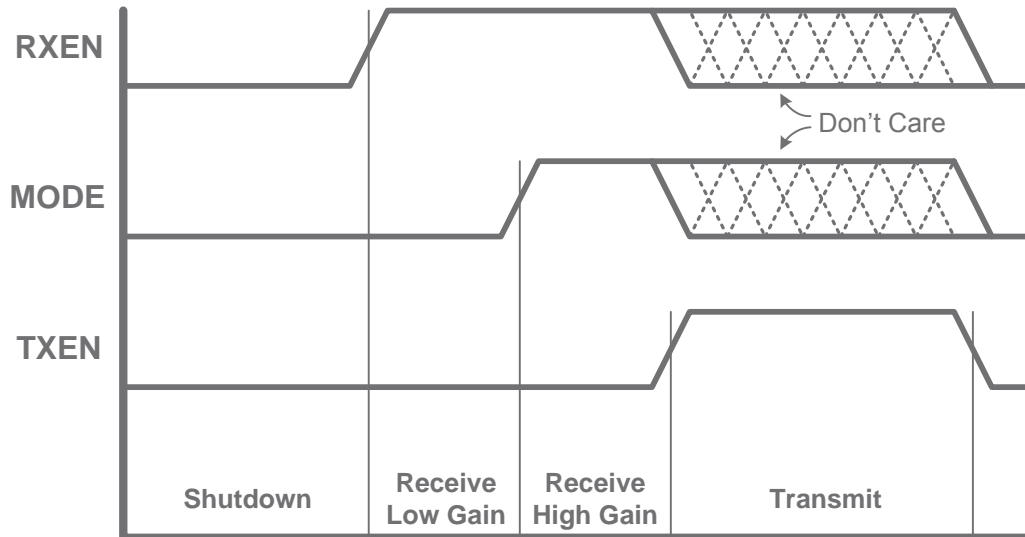 RXEN
Don't Care
MODE
TXEN
Shutdown
Receive
Low Gain
Receive
High Gain
Transmit